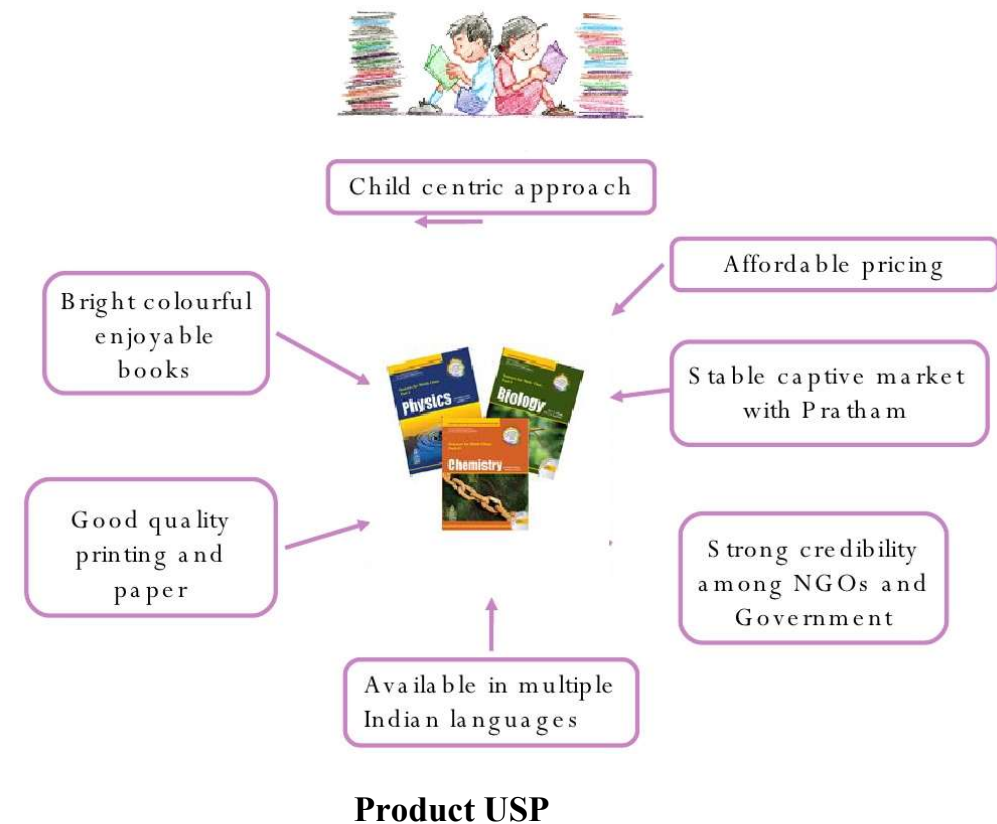 Child centric approach
Affordable pricing
Bright colourful
enjoyable
books
Stable captive market
with Pratham
Physics
Biology
Chemistry
Good quality
printing and
paper
Strong credibility
among NGOs and
Government
Available in multiple
Indian languages
Product USP